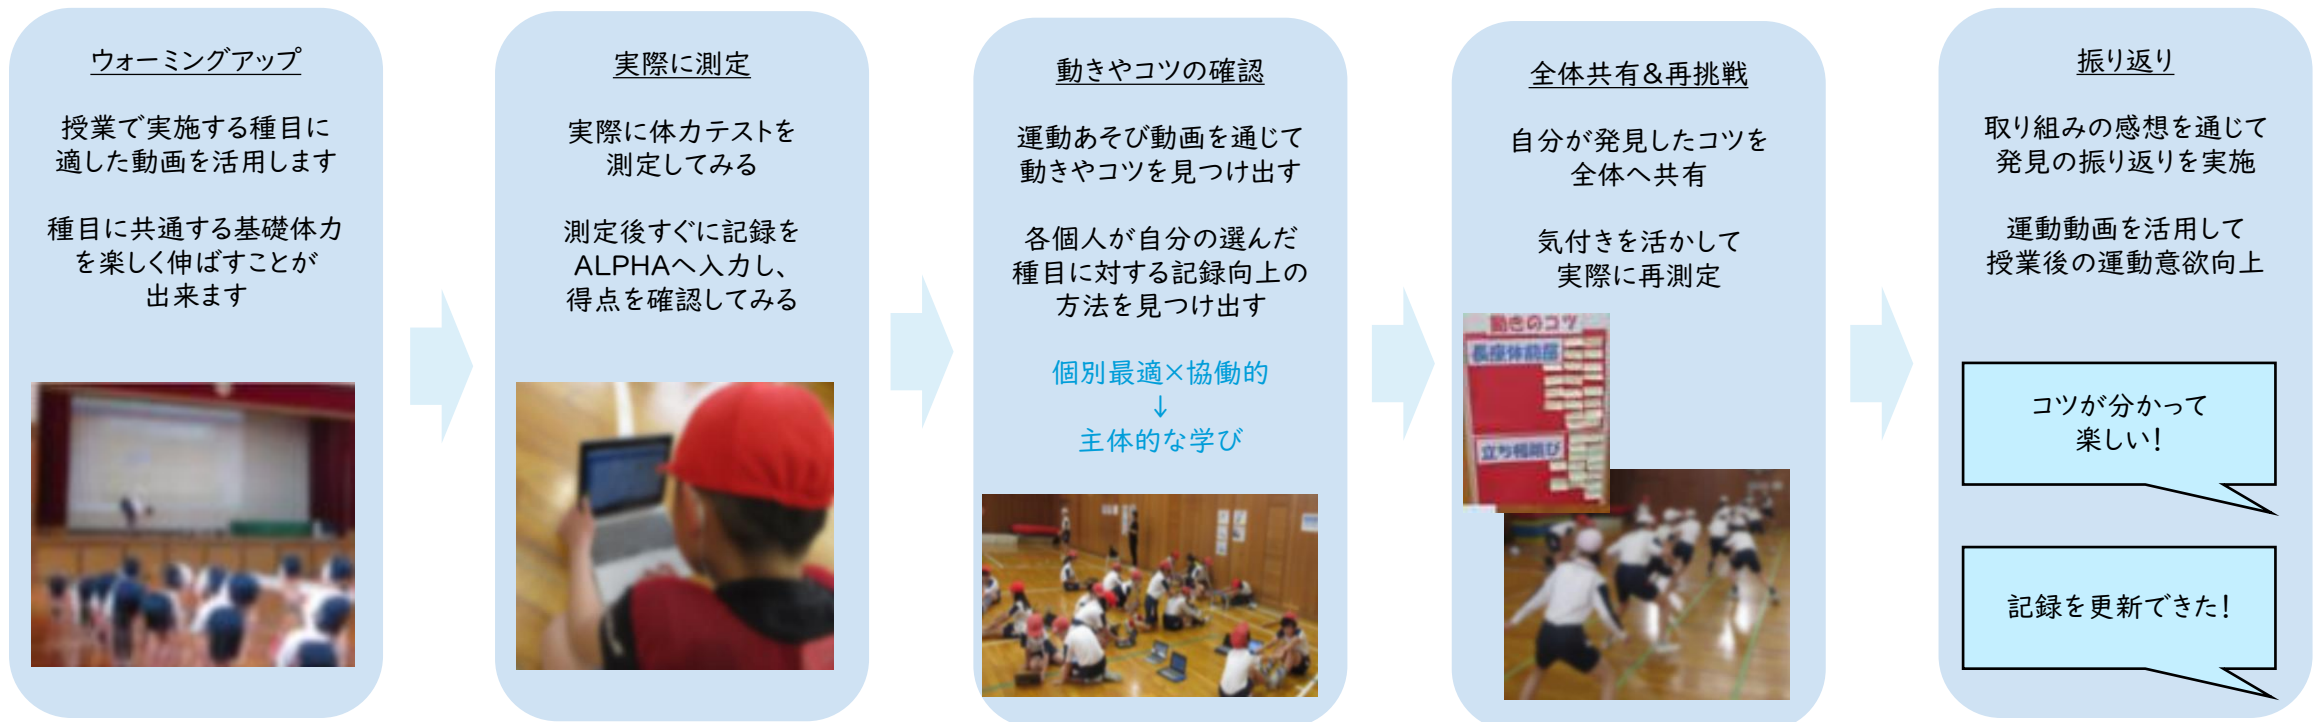 ウォーミングアップ
授業で実施する種目に
適した動画を活用します
種目に共通する基礎体力
を楽しく伸ばすことが
出来ます
実際に測定
実際に体力テストを
測定してみる
測定後すぐに記録を
ALPHAへ入力し、
得点を確認してみる
動きやコツの確認
運動あそび動画を通じて
動きやコツを見つけ出す
各個人が自分の選んだ
種目に対する記録向上の
方法を見つけ出す
個別最適×協働的
↓
主体的な学び
全体共有&再挑戦
自分が発見したコツを
全体へ共有
気付きを活かして
実際に再測定
動きのコツ
長座体前屈
立ち幅跳び
振り返り
取り組みの感想を通じて
発見の振り返りを実施
運動動画を活用して
授業後の運動意欲向上
コツが分かって
楽しい!
記録を更新できた!